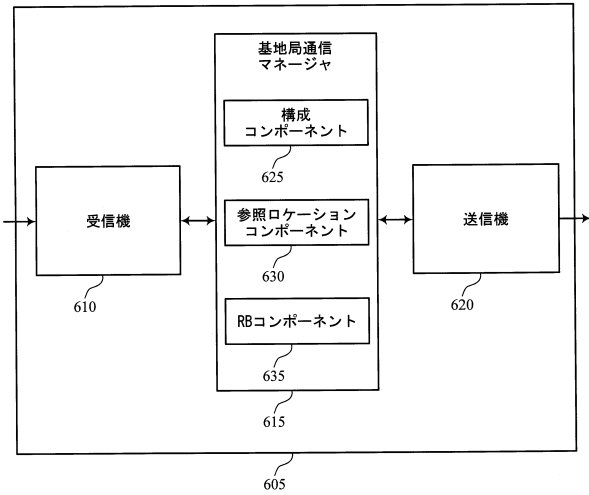 基地局通信
マネージャ
構成
コンポーネント
625
受信機
610
参照ロケーション
コンポーネント
630
送信機
620
RBコンポーネント
635
615
605